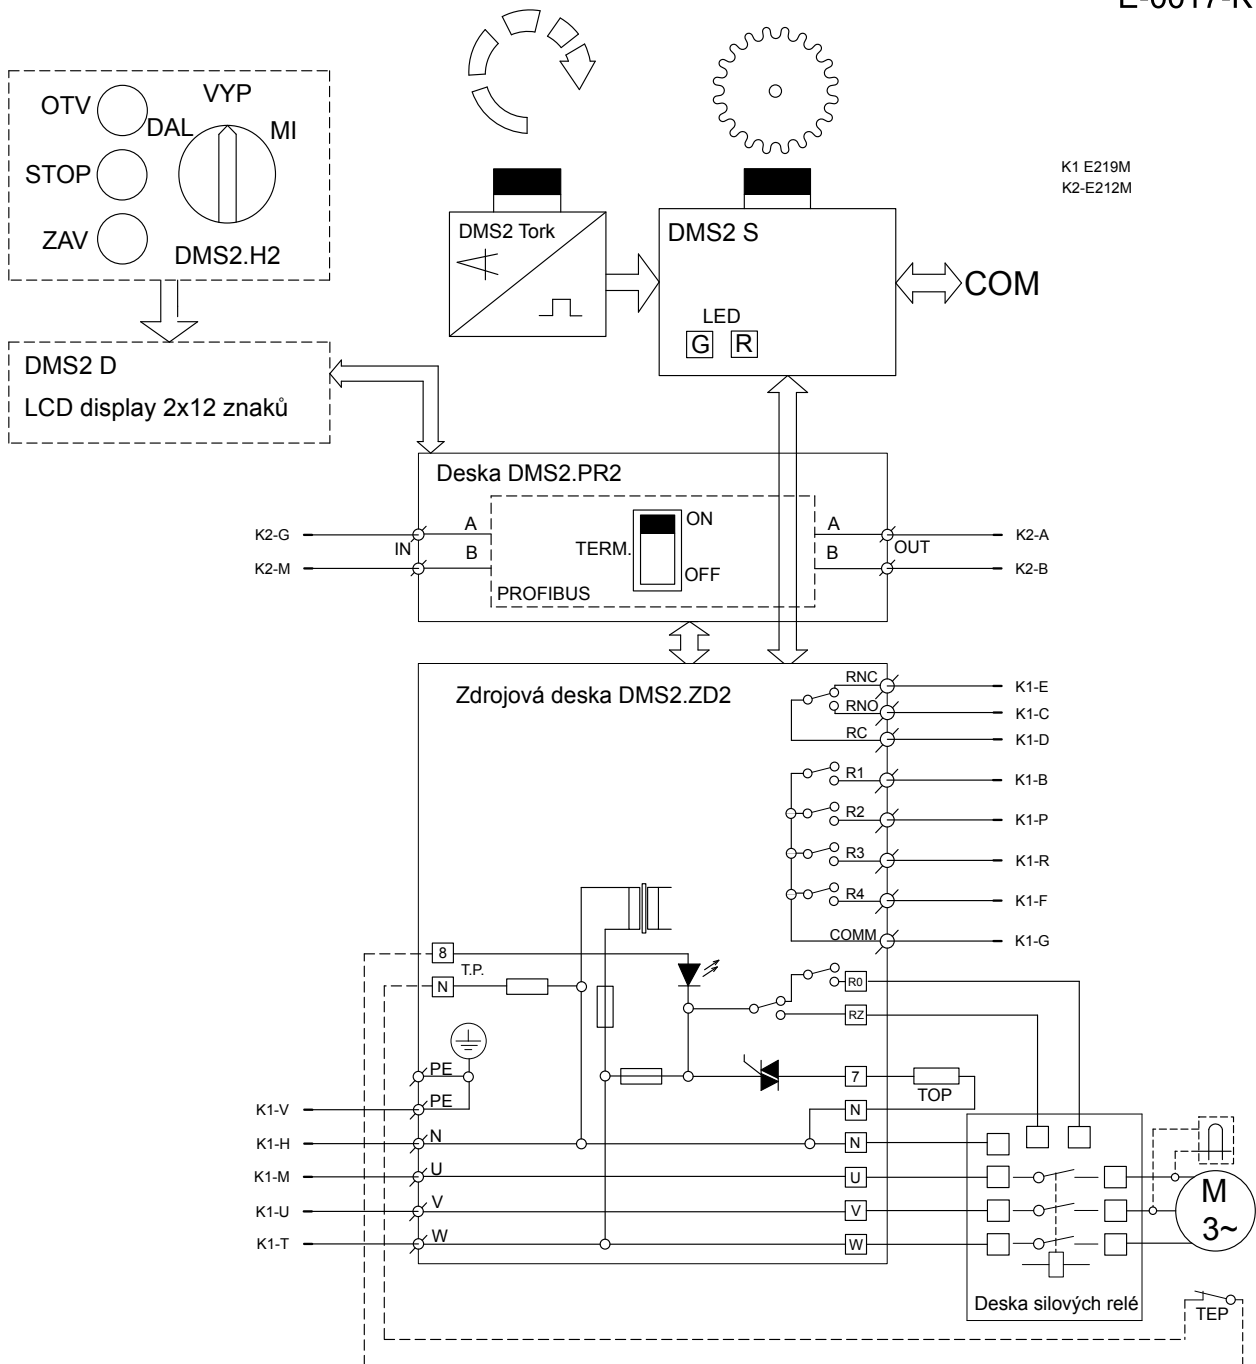 OTV
VYP
DAL
MI
STOP
ZAV
DMS2.H2
K1 E219M
K2-E212M
DMS2 Tork
DMS2 S
LED
G R
COM
DMS2 D
LCD display 2x12 znaků
Deska DMS2.PR2
K2-G
IN
A
B
K2-M
TERM.
ON
OFF
PROFIBUS
A
B
OUT
K2-A
K2-B
Zdrojová deska DMS2.ZD2
RNC
K1-E
RNO
K1-C
RC
K1-D
R1
K1-B
R2
K1-P
R3
K1-R
R4
K1-F
COMM
K1-G
8
T.P.
N
R0
RZ
PE
7
TOP
K1-V
PE
N
K1-H
N
N
K1-M
U
U
K1-U
V
V
K1-T
W
W
M
3~
Deska silových relé
TEP